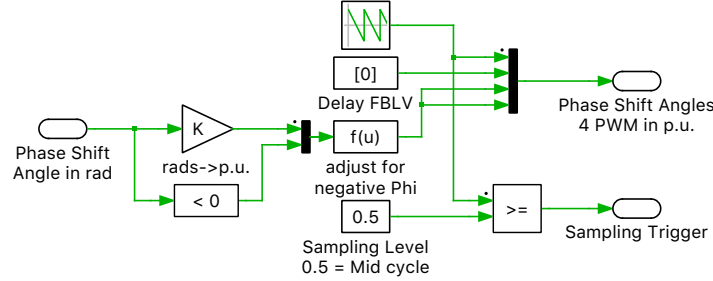 [0]
Delay FBLV
Phase Shift Angles
4 PWM in p.u.
K
f(u)
Phase Shift
Angle in rad
rads->p.u.
adjust for
negative Phi
< 0
0.5
>=
Sampling Trigger
Sampling Level
0.5 = Mid cycle